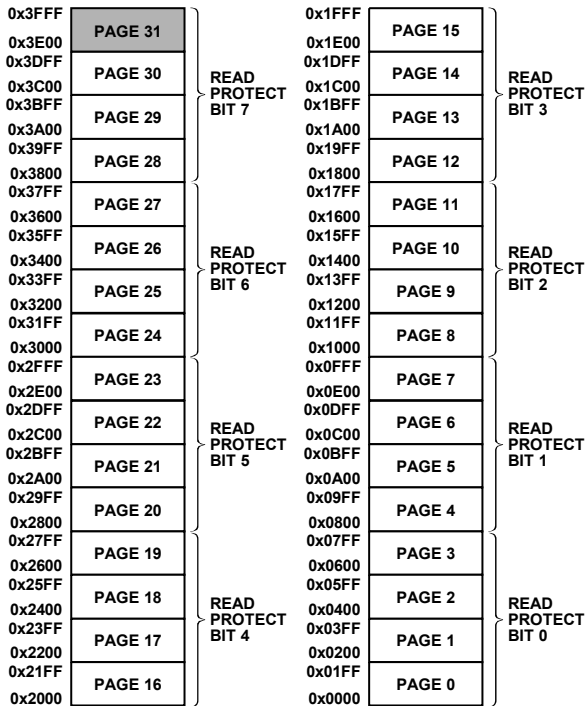 0x3FFF
PAGE 31
0x3E00
0x3DFF
PAGE 30
0x3C00
0x3BFF
PAGE 29
0x3A00
0x39FF
PAGE 28
0x3800
READ
PROTECT
BIT 7
0x37FF
PAGE 27
0x3600
0x35FF
PAGE 26
0x3400
0x33FF
PAGE 25
0x3200
0x31FF
PAGE 24
0x3000
READ
PROTECT
BIT 6
0x2FFF
PAGE 23
0x2E00
0x2DFF
PAGE 22
0x2C00
0x2BFF
PAGE 21
0x2A00
0x29FF
PAGE 20
0x2800
READ
PROTECT
BIT 5
0x27FF
PAGE 19
0x2600
0x25FF
PAGE 18
0x2400
0x23FF
PAGE 17
0x2200
0x21FF
PAGE 16
0x2000
READ
PROTECT
BIT 4
0x1FFF
PAGE 15
0x1E00
0x1DFF
PAGE 14
0x1C00
0x1BFF
PAGE 13
0x1A00
0x19FF
PAGE 12
0x1800
READ
PROTECT
BIT 3
0x17FF
PAGE 11
0x1600
0x15FF
PAGE 10
0x1400
0x13FF
PAGE 9
0x1200
0x11FF
PAGE 8
0x1000
READ
PROTECT
BIT 2
0x0FFF
PAGE 7
0x0E00
0x0DFF
PAGE 6
0x0C00
0x0BFF
PAGE 5
0x0A00
0x09FF
PAGE 4
0x0800
READ
PROTECT
BIT 1
0x07FF
PAGE 3
0x0600
0x05FF
PAGE 2
0x0400
0x03FF
PAGE 1
0x0200
0x01FF
PAGE 0
0x0000
READ
PROTECT
BIT 0